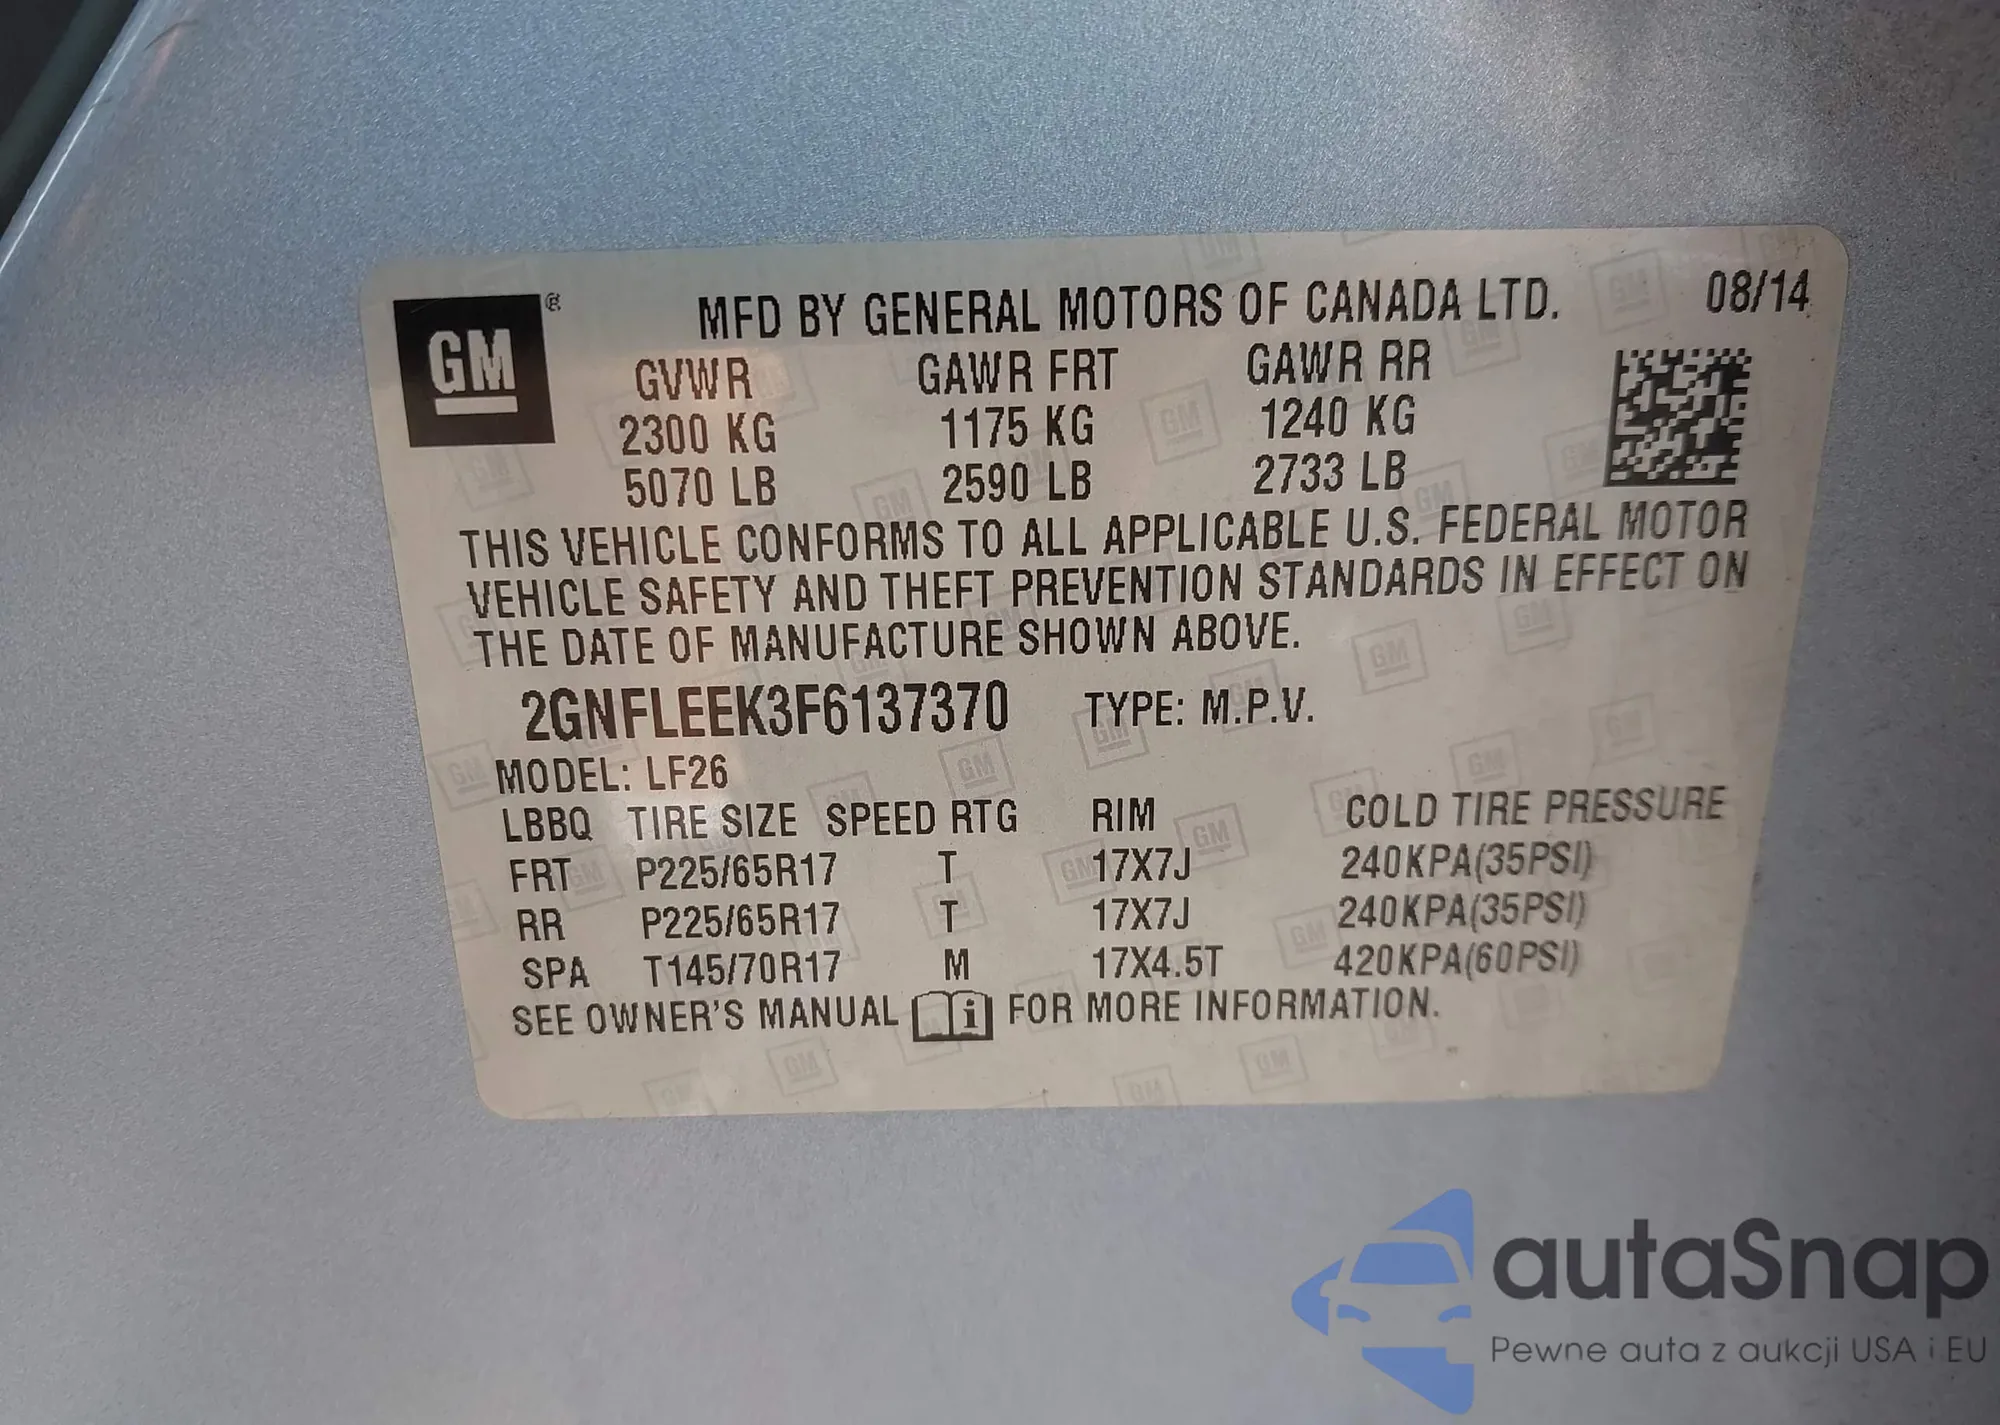 GM ®
MFD BY GENERAL MOTORS OF CANADA LTD. 08/14
GVWR GAWR FRT GAWR RR
2300 KG 1175 KG 1240 KG
5070 LB 2590 LB 2733 LB
THIS VEHICLE CONFORMS TO ALL APPLICABLE U.S. FEDERAL MOTOR
VEHICLE SAFETY AND THEFT PREVENTION STANDARDS IN EFFECT ON
THE DATE OF MANUFACTURE SHOWN ABOVE.
2GNFLEEK3F6137370 TYPE: M.P.V.
MODEL: LF26
LBBQ TIRE SIZE SPEED RTG RIM COLD TIRE PRESSURE
FRT P225/65R17 T 17X7J 240KPA(35PSI)
RR P225/65R17 T 17X7J 240KPA(35PSI)
SPA T145/70R17 M 17X4.5T 420KPA(60PSI)
SEE OWNER'S MANUAL i FOR MORE INFORMATION.
autaSnap
Pewne auta z aukcji USA i EU